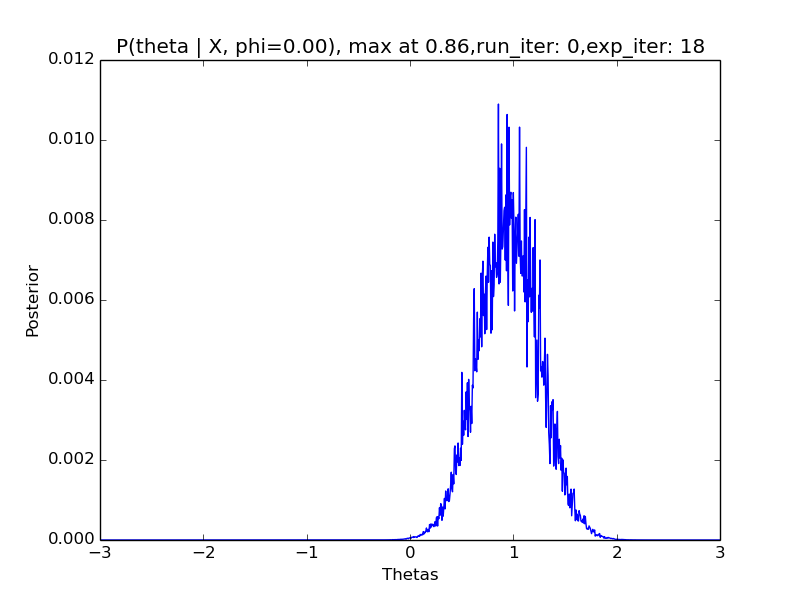 P(theta | X, phi=0.00), max at 0.86,run_iter: 0,exp_iter: 18
0.012
0.010
0.008
0.006
0.004
0.002
0.000
Posterior
−3 −2 −1 0 1 2 3
Thetas